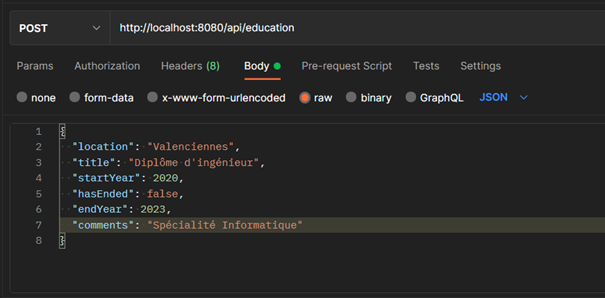 POST http://localhost:8080/api/education
Params Authorization Headers (8) Body Pre-request Script Tests Settings
none form-data x-www-form-urlencoded raw binary GraphQL JSON
1 {
2 "location": "Valenciennes",
3 "title": "Diplôme d'ingénieur",
4 "startYear": 2020,
5 "hasEnded": false,
6 "endYear": 2023,
7 "comments": "Spécialité Informatique"
8 }